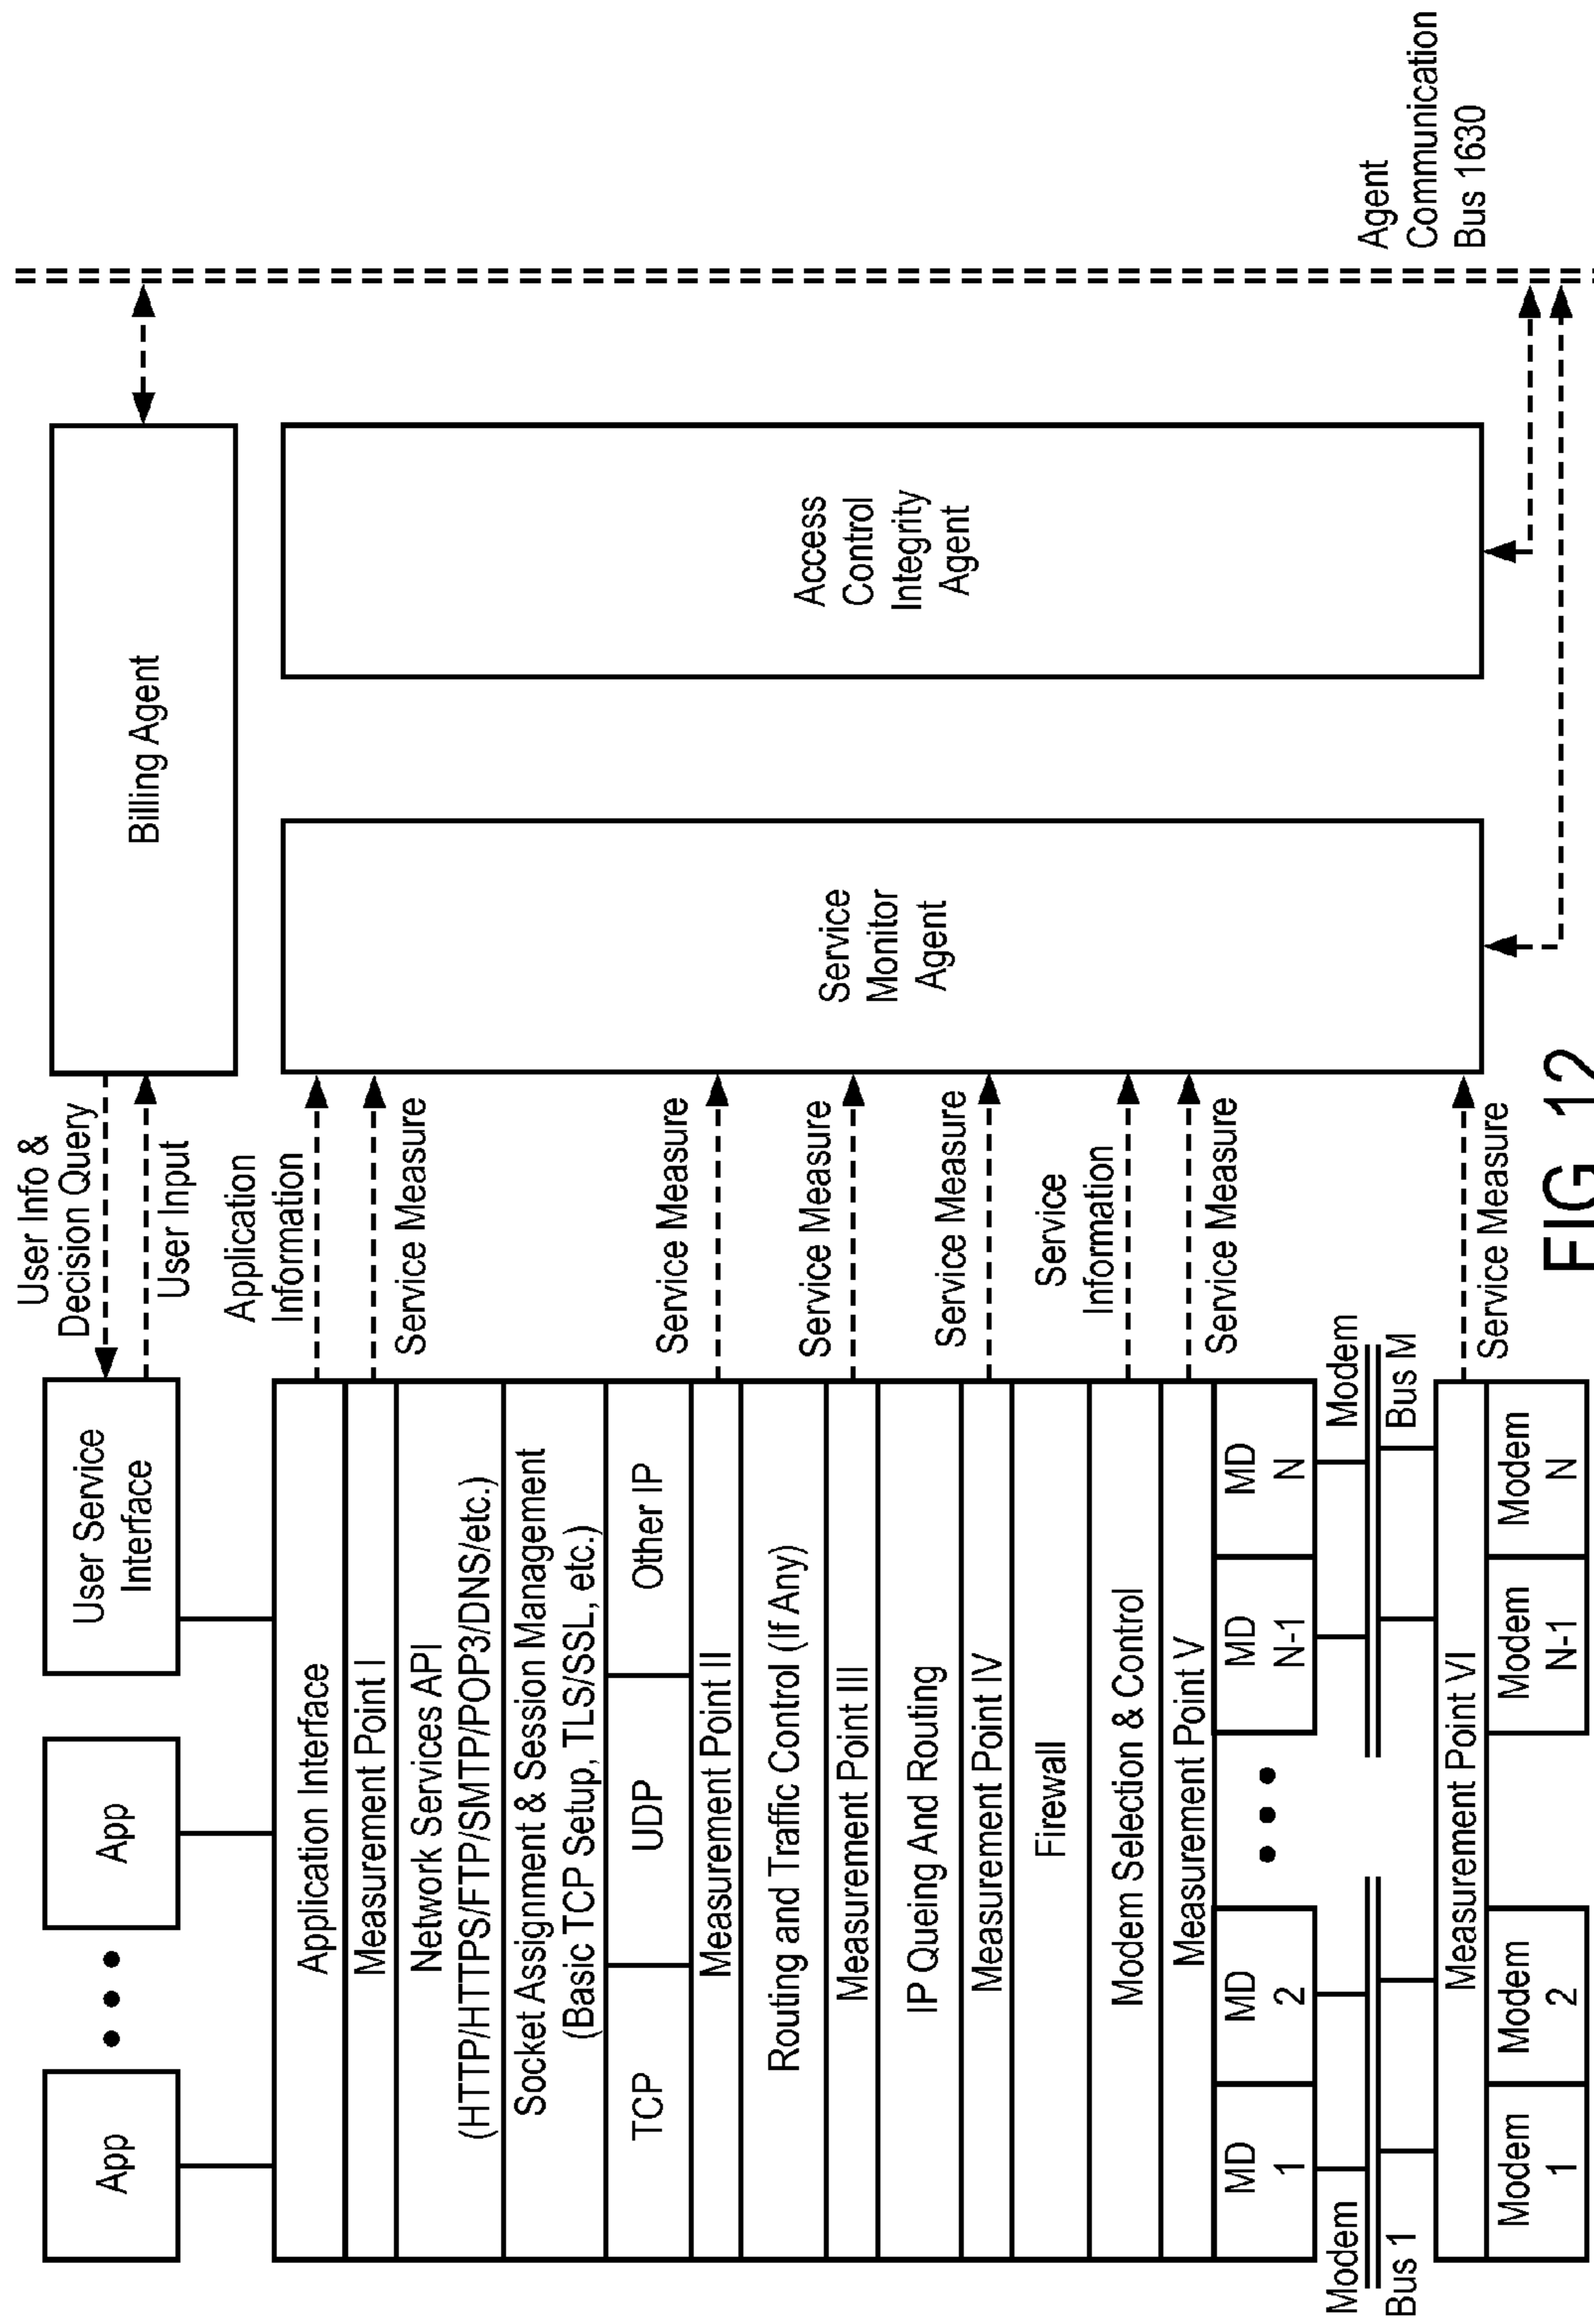 User Info &
Decision Query
User Input
User Service
Interface
App
App
Billing Agent
Application
Information
Service Measure
Service Measure
Service Measure
Service Measure
Service
Information
Service Measure
Service Measure
Application Interface
Measurement Point I
Network Services API
(HTTP/HTTPS/FTP/SMTP/POP3/DNS/etc.)
Socket Assignment & Session Management
(Basic TCP Setup, TLS/SSL, etc.)
TCP
UDP
Other IP
Measurement Point II
Routing and Traffic Control (If Any)
Measurement Point III
IP Queing And Routing
Measurement Point IV
Firewall
Modem Selection & Control
Measurement Point V
MD
1
MD
2
MD
N-1
MD
N
Modem
Bus 1
Modem
Bus M
Measurement Point VI
Modem
1
Modem
2
Modem
N-1
Modem
N
Service
Monitor
Agent
Access
Control
Integrity
Agent
Agent
Communication
Bus 1630
FIG 12